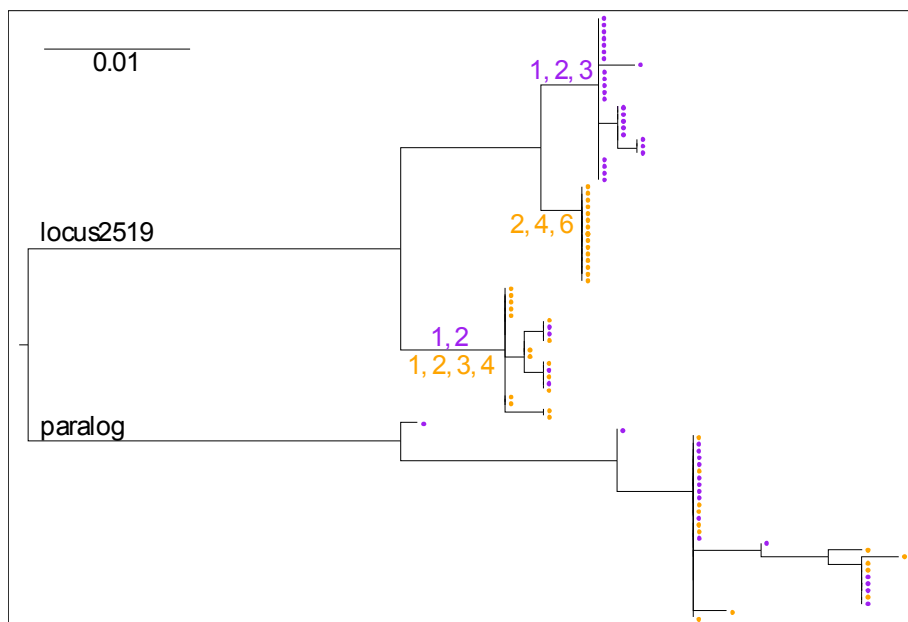 0.01
1, 2, 3
2, 4, 6
locus2519
1, 2
1, 2, 3, 4
paralog